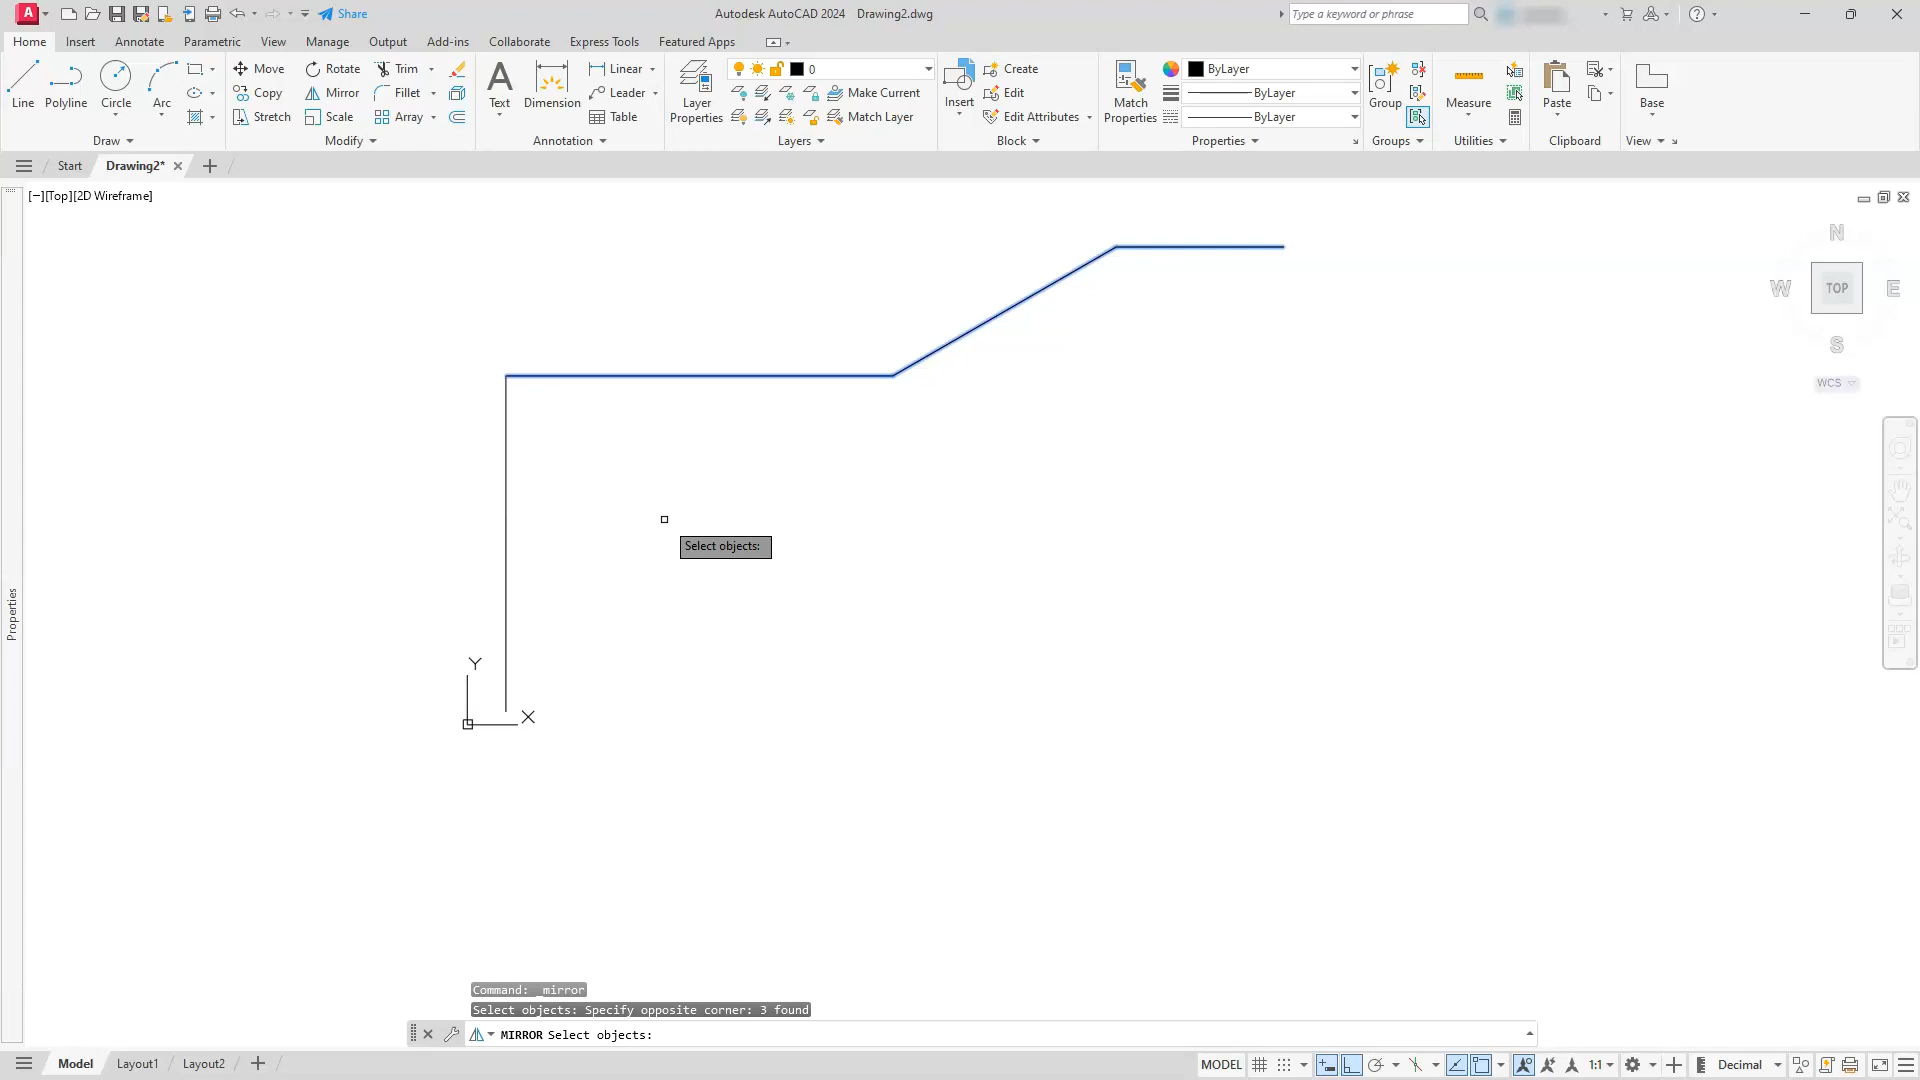 A Share Autodesk AutoCAD 2024 Drawing2.dwg Type a keyword or phrase
Home Insert Annotate Parametric View Manage Output Add-ins Collaborate Express Tools Featured Apps
Line Polyline Circle Arc
Move Rotate Trim
Copy Mirror Fillet
Stretch Scale Array
Text Dimension
Linear
Leader
Table
Layer Properties
0
Make Current
Match Layer
Insert
Create
Edit
Edit Attributes
Match Properties
ByLayer
ByLayer
ByLayer
Group
Measure
Paste
Base
Draw Modify Annotation Layers Block Properties Groups Utilities Clipboard View
Start Drawing2*
[−][Top][2D Wireframe]
N
W TOP E
S
WCS
Select objects:
Properties
Y
X
Command: _mirror
Select objects: Specify opposite corner: 3 found
MIRROR Select objects:
Model Layout1 Layout2 MODEL 1:1 Decimal